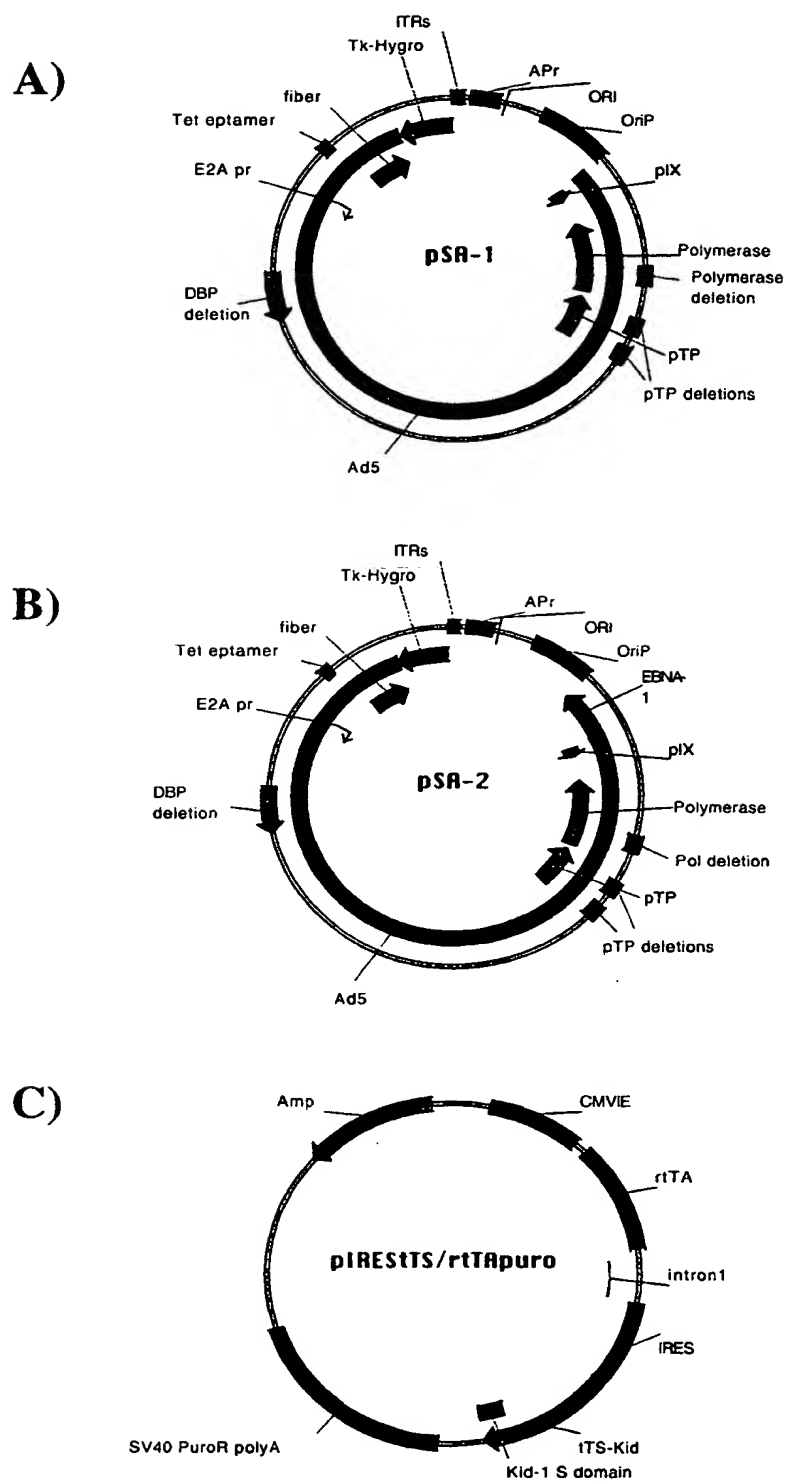 A)
ITRs
Tk-Hygro
APr
fiber
ORI
OriP
Tet eptamer
E2A pr
pIX
pSA-1
Polymerase
Polymerase
deletion
DBP
deletion
pTP
pTP deletions
Ad5
B)
ITRs
Tk-Hygro
APr
fiber
ORI
OriP
Tet eptamer
EBNA-
1
E2A pr
pIX
pSA-2
DBP
deletion
Polymerase
Pol deletion
pTP
pTP deletions
Ad5
C)
Amp
CMVIE
rtTA
pIREStTS/rtTApuro
intron1
IRES
SV40 PuroR polyA
tTS-Kid
Kid-1 S domain